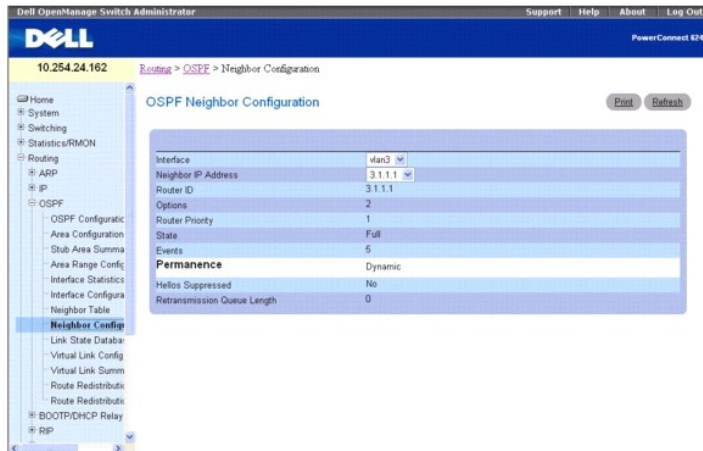 Dell OpenManage Switch Administrator
Support Help About Log Out
DELL
PowerConnect 624
10.254.24.162
Routing > OSPF > Neighbor Configuration
Home
System
Switching
Statistics/RMON
Routing
ARP
IP
OSPF
OSPF Configuratic
Area Configuration
Stub Area Summa
Area Range Config
Interface Statistics
Interface Configura
Neighbor Table
Neighbor Configu
Link State Databa
Virtual Link Config
Virtual Link Summ
Route Redistributic
Route Redistributic
BOOTP/DHCP Relay
RIP
OSPF Neighbor Configuration
Print Refresh
Interface vlan3
Neighbor IP Address 3.1.1.1
Router ID 3.1.1.1
Options 2
Router Priority 1
State Full
Events 5
Permanence Dynamic
Hellos Suppressed No
Retransmission Queue Length 0